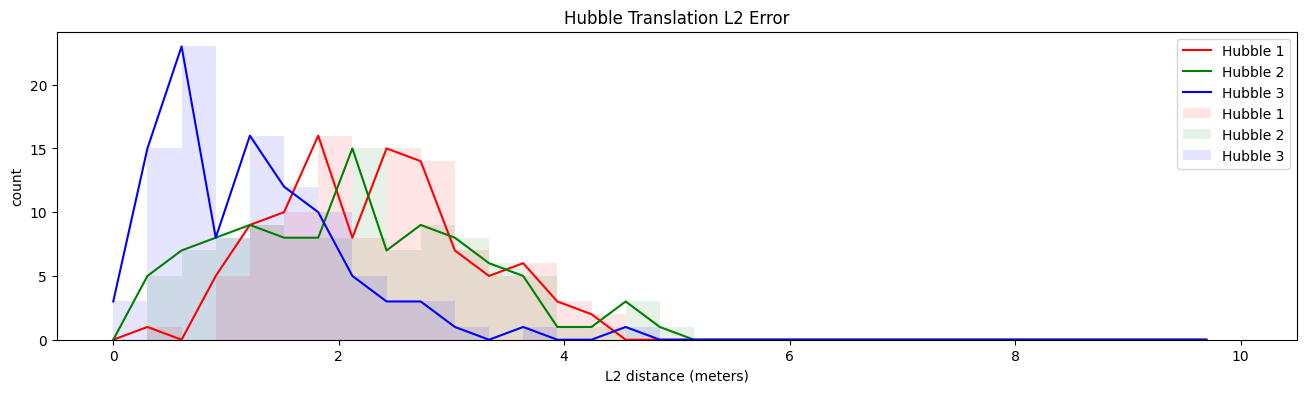 Hubble Translation L2 Error
count
20
15
10
5
0
0
2
4
6
8
10
L2 distance (meters)
Hubble 1
Hubble 2
Hubble 3
Hubble 1
Hubble 2
Hubble 3